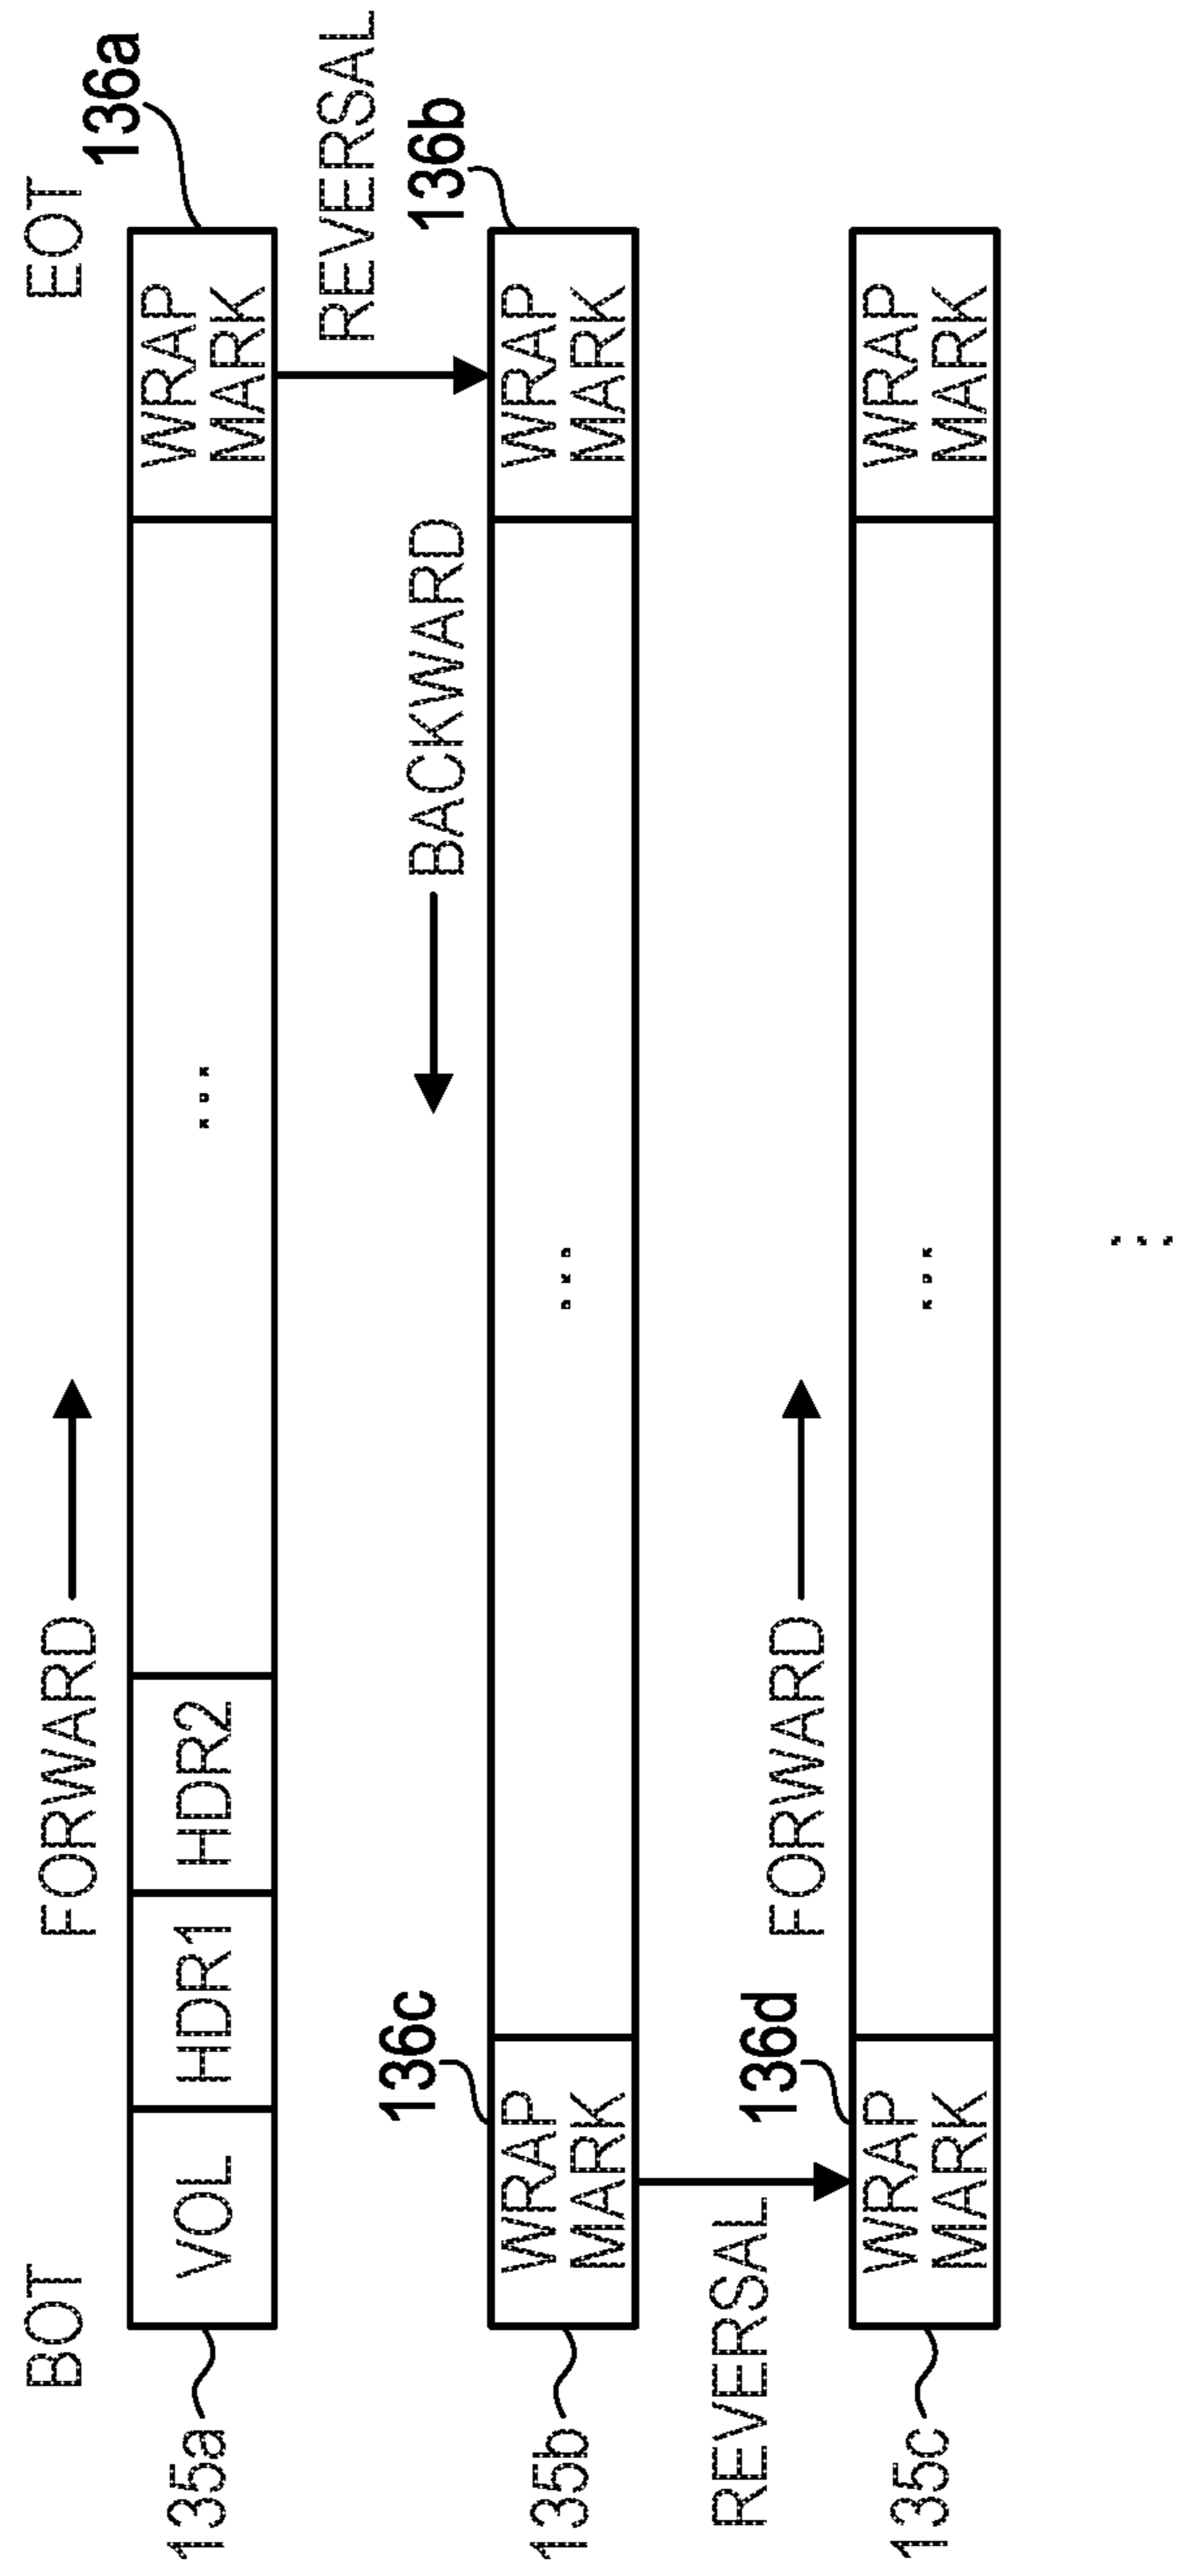 BOT
EOT
FORWARD
136a
135a
VOL
HDR1
HDR2
...
WRAP
MARK
REVERSAL
BACKWARD
136b
136c
135b
WRAP
MARK
...
WRAP
MARK
REVERSAL
FORWARD
136d
135c
WRAP
MARK
...
WRAP
MARK
...